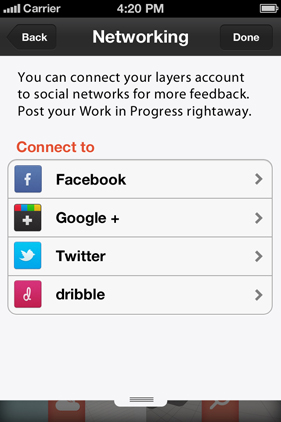 Carrier 4:20 PM
Back Networking Done
You can connect your layers account
to social networks for more feedback.
Post your Work in Progress rightaway.
Connect to
f Facebook
Google +
Twitter
d dribble